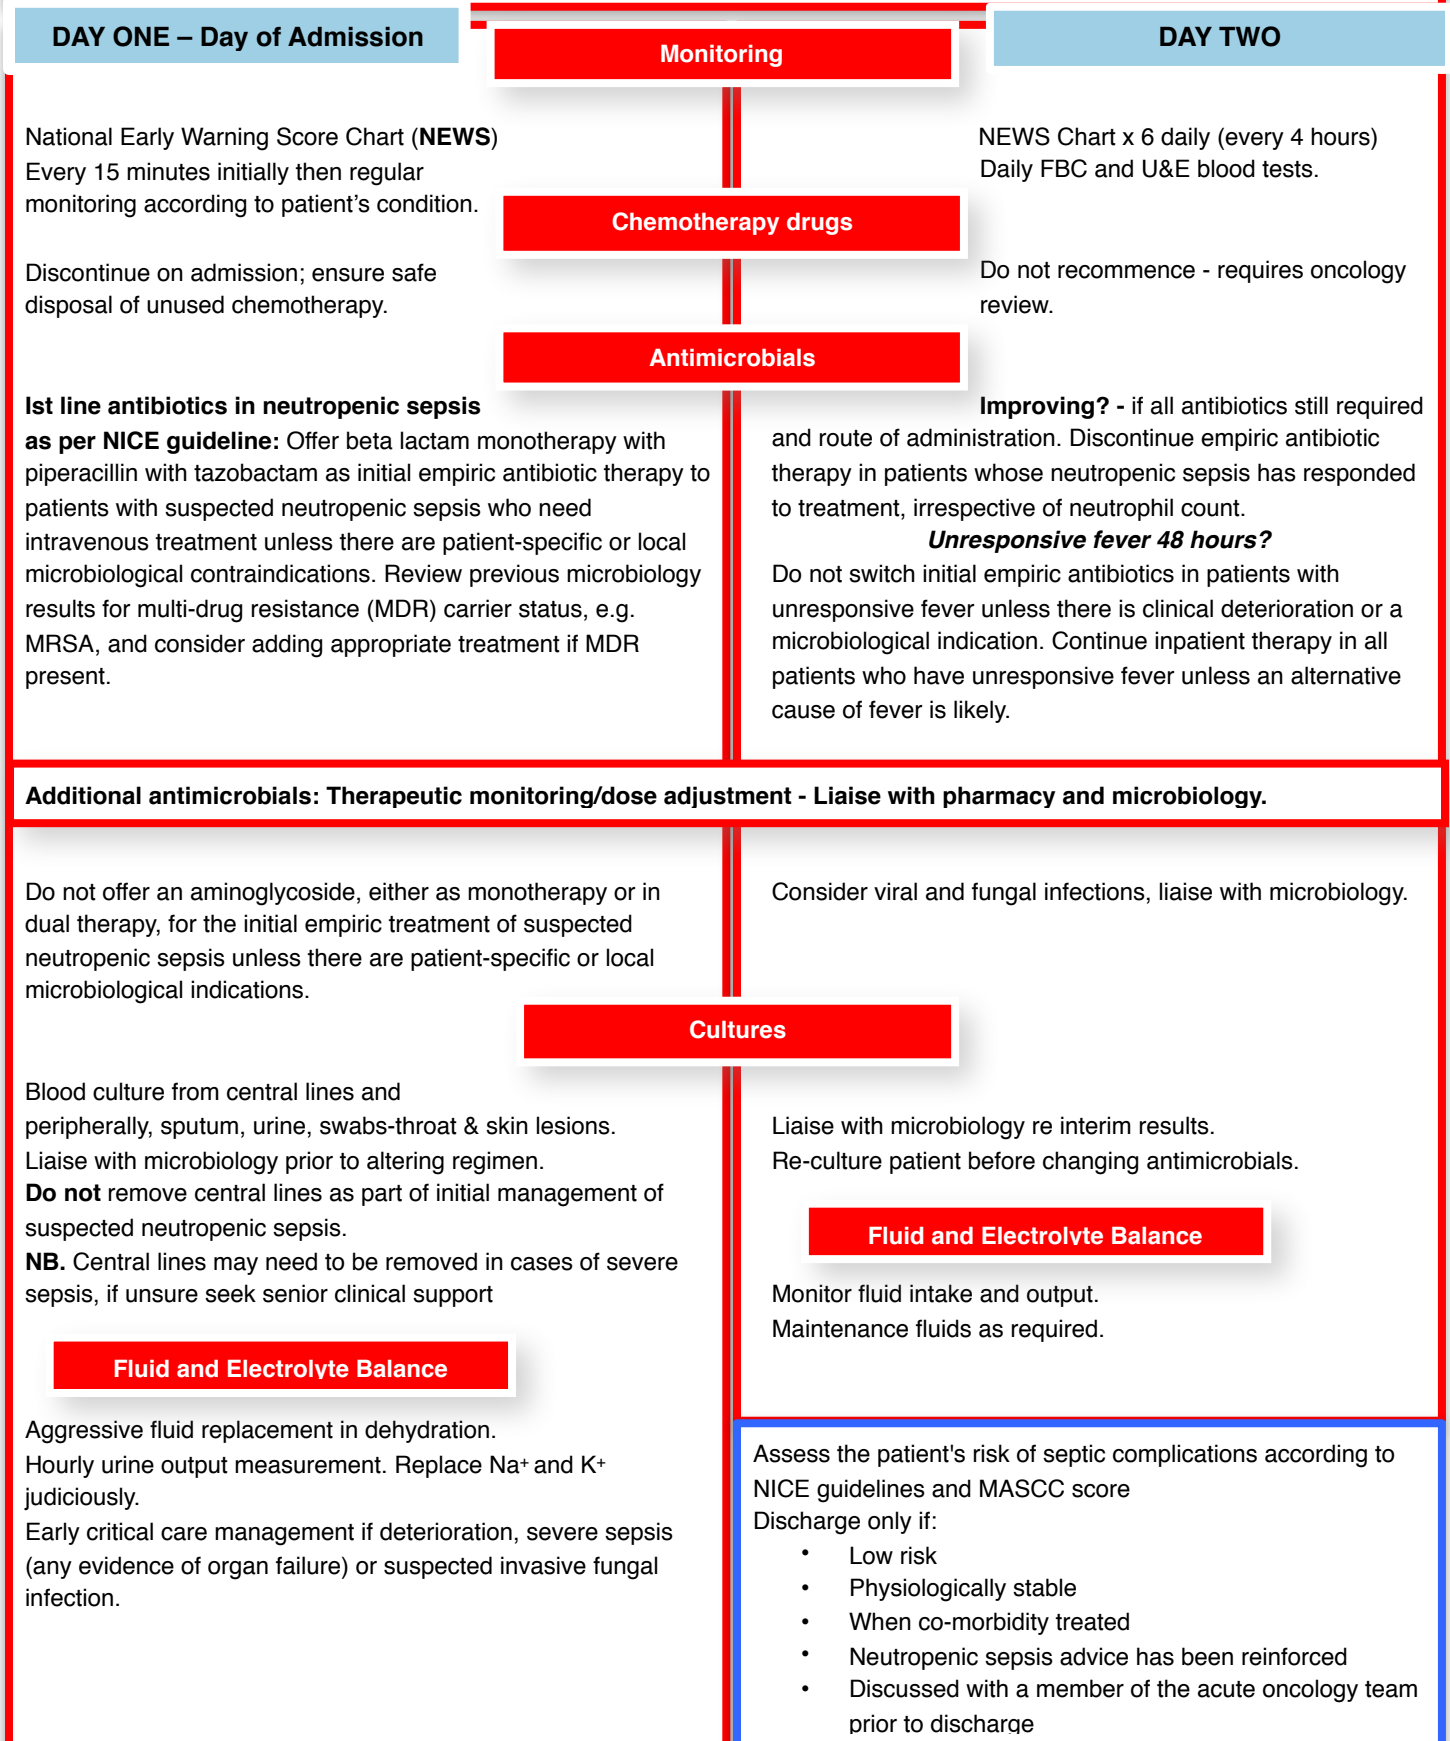 DAY ONE – Day of Admission
Monitoring
DAY TWO
National Early Warning Score Chart (NEWS)
Every 15 minutes initially then regular
monitoring according to patient’s condition.
NEWS Chart x 6 daily (every 4 hours)
Daily FBC and U&E blood tests.
Chemotherapy drugs
Discontinue on admission; ensure safe
disposal of unused chemotherapy.
Do not recommence - requires oncology
review.
Antimicrobials
Ist line antibiotics in neutropenic sepsis
as per NICE guideline: Offer beta lactam monotherapy with
piperacillin with tazobactam as initial empiric antibiotic therapy to
patients with suspected neutropenic sepsis who need
intravenous treatment unless there are patient-specific or local
microbiological contraindications. Review previous microbiology
results for multi-drug resistance (MDR) carrier status, e.g.
MRSA, and consider adding appropriate treatment if MDR
present.
Improving? - if all antibiotics still required
and route of administration. Discontinue empiric antibiotic
therapy in patients whose neutropenic sepsis has responded
to treatment, irrespective of neutrophil count.
Unresponsive fever 48 hours?
Do not switch initial empiric antibiotics in patients with
unresponsive fever unless there is clinical deterioration or a
microbiological indication. Continue inpatient therapy in all
patients who have unresponsive fever unless an alternative
cause of fever is likely.
Additional antimicrobials: Therapeutic monitoring/dose adjustment - Liaise with pharmacy and microbiology.
Do not offer an aminoglycoside, either as monotherapy or in
dual therapy, for the initial empiric treatment of suspected
neutropenic sepsis unless there are patient-specific or local
microbiological indications.
Consider viral and fungal infections, liaise with microbiology.
Cultures
Blood culture from central lines and
peripherally, sputum, urine, swabs-throat & skin lesions.
Liaise with microbiology prior to altering regimen.
Do not remove central lines as part of initial management of
suspected neutropenic sepsis.
NB. Central lines may need to be removed in cases of severe
sepsis, if unsure seek senior clinical support
Liaise with microbiology re interim results.
Re-culture patient before changing antimicrobials.
Fluid and Electrolyte Balance
Monitor fluid intake and output.
Maintenance fluids as required.
Fluid and Electrolyte Balance
Aggressive fluid replacement in dehydration.
Hourly urine output measurement. Replace Na⁺ and K⁺
judiciously.
Early critical care management if deterioration, severe sepsis
(any evidence of organ failure) or suspected invasive fungal
infection.
Assess the patient's risk of septic complications according to
NICE guidelines and MASCC score
Discharge only if:
• Low risk
• Physiologically stable
• When co-morbidity treated
• Neutropenic sepsis advice has been reinforced
• Discussed with a member of the acute oncology team
prior to discharge